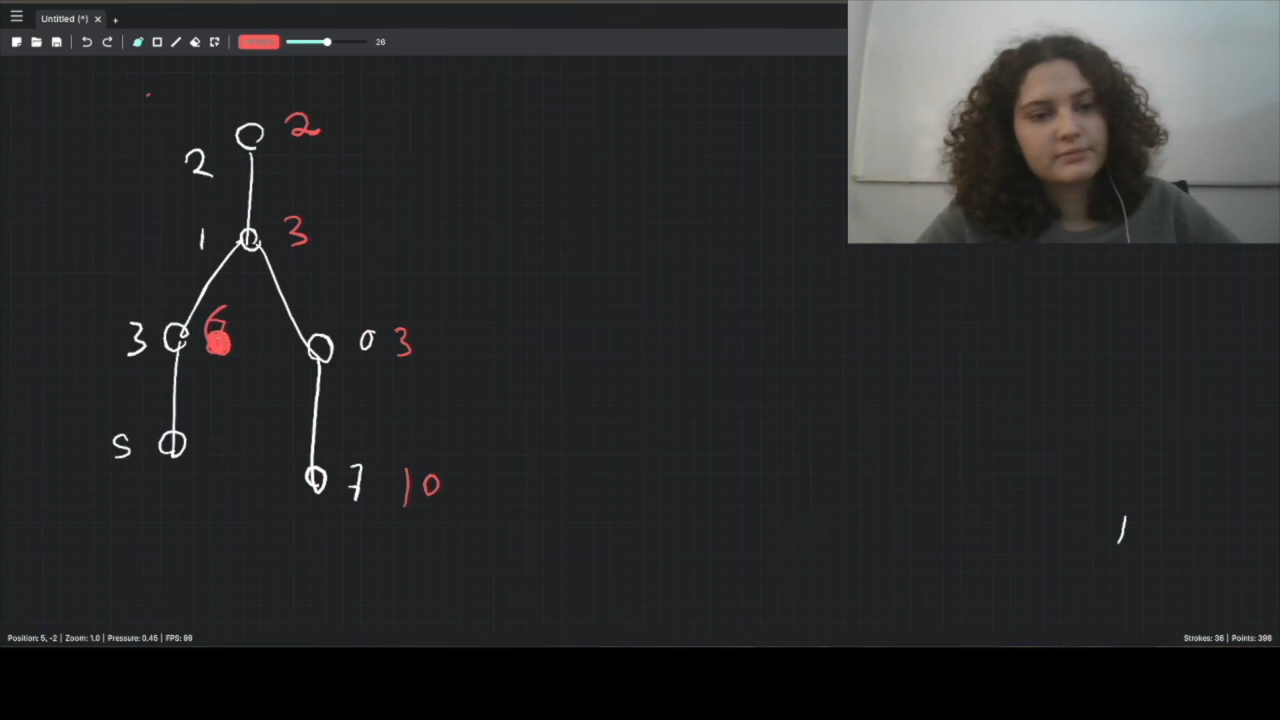 Untitled (*)
26
2
2
1 3
3 6 0 3
5
7 10
1
Position: 5, -2 | Zoom: 1.0 | Pressure: 0.45 | FPS: 98
Strokes: 36 | Points: 396